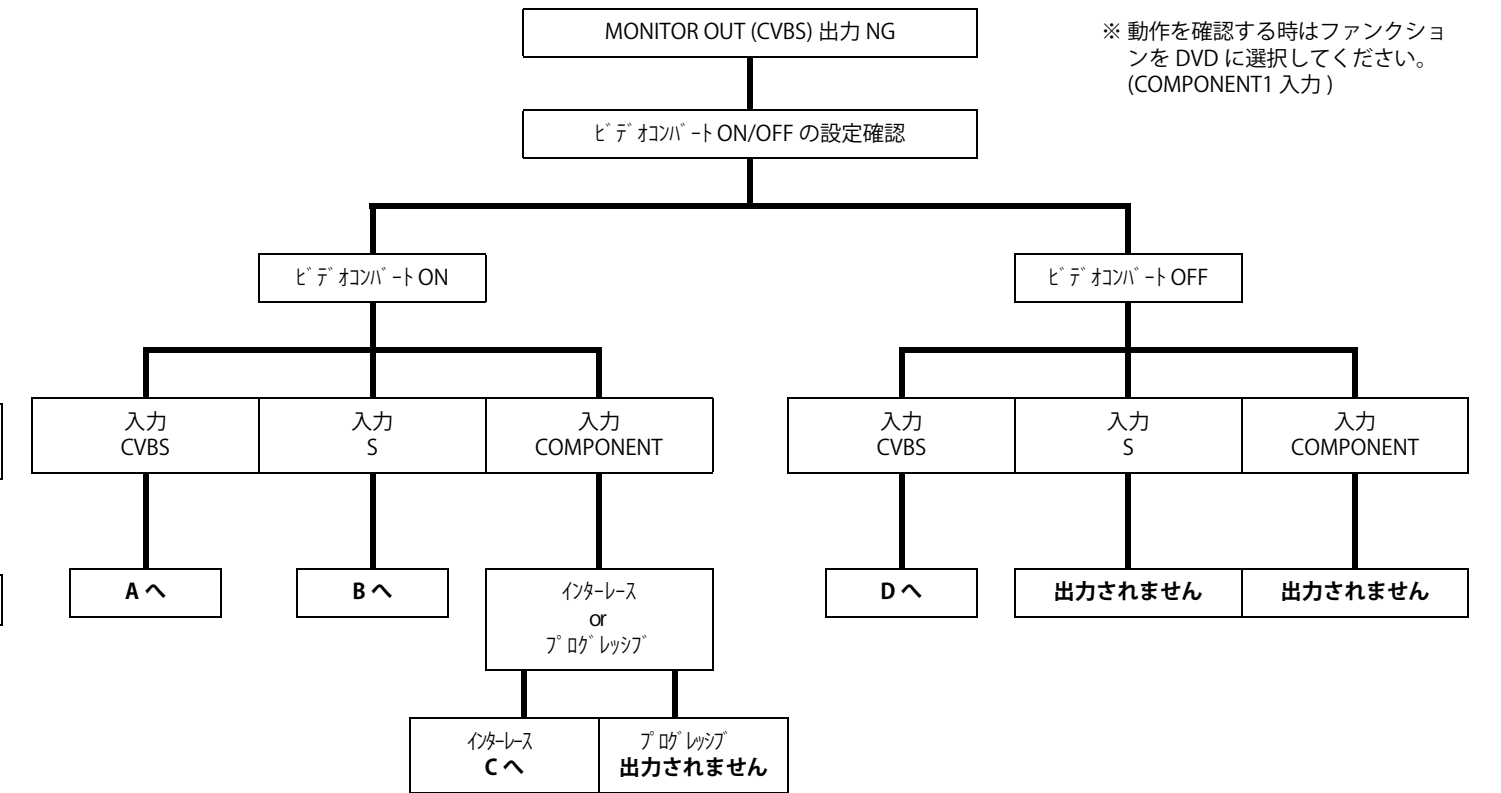 MONITOR OUT (CVBS) 出力 NG
※ 動作を確認する時はファンクショ
ンを DVD に選択してください。
(COMPONENT1 入力 )
ﾋﾞﾃﾞｵｺﾝﾊﾞｰﾄ ON/OFF の設定確認
ﾋﾞﾃﾞｵｺﾝﾊﾞｰﾄ ON
ﾋﾞﾃﾞｵｺﾝﾊﾞｰﾄ OFF
入力
CVBS
入力
S
入力
COMPONENT
入力
CVBS
入力
S
入力
COMPONENT
A へ
B へ
ｲﾝﾀｰﾚｰｽ
or
ﾌﾟﾛｸﾞﾚｯｼﾌﾞ
D へ
出力されません
出力されません
ｲﾝﾀｰﾚｰｽ
C へ
ﾌﾟﾛｸﾞﾚｯｼﾌﾞ
出力されません